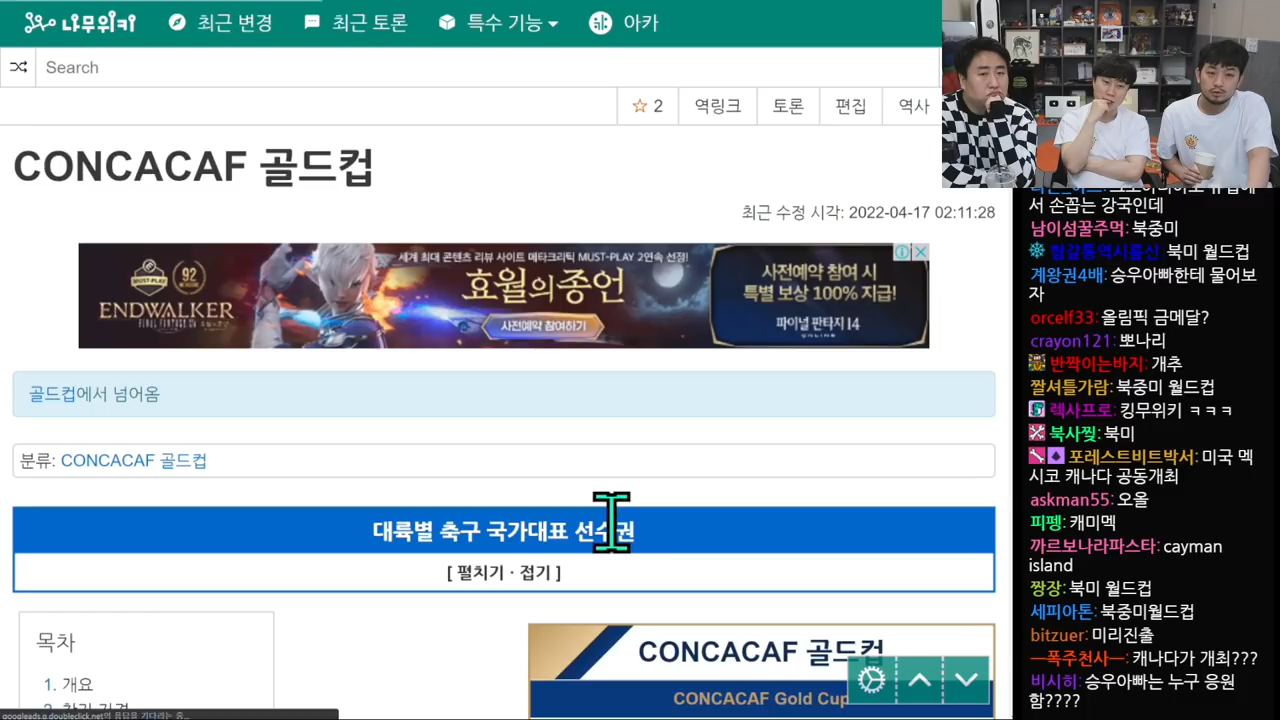 나무위키
최근 변경
최근 토론
특수 기능
아카
Search
2
역링크
토론
편집
역사
CONCACAF 골드컵
최근 수정 시각: 2022-04-17 02:11:28
MUST-PLAY
92
METASCORE
ENDWALKER
FINAL FANTASY XIV
세계 최대 콘텐츠 리뷰 사이트 메타크리틱 MUST-PLAY 2연속 선정!
효월의 종언
사전예약 참여하기
사전예약 참여 시
특별 보상 100% 지급!
파이널 판타지 14
ONLINE
골드컵에서 넘어옴
분류: CONCACAF 골드컵
대륙별 축구 국가대표 선수권
[ 펼치기 · 접기 ]
목차
1. 개요
CONCACAF 골드컵
CONCACAF Gold Cup
서 손꼽는 강국인데
남이섬꿀주먹: 북중미
북미 월드컵
계왕권4배: 승우아빠한테 물어보
자
orcelf33: 올림픽 금메달?
crayon121: 뽀나리
반짝이는바지: 개추
짤셔틀가람: 북중미 월드컵
렉사프로: 킹무위키 ㅋㅋㅋ
북사찢: 북미
포레스트비트박서: 미국 멕
시코 캐나다 공동개최
askman55: 오올
피펭: 캐미멕
까르보나라파스타: cayman
island
짱장: 북미 월드컵
세피아톤: 북중미월드컵
bitzuer: 미리진출
一폭주천사一: 캐나다가 개최???
비시히: 승우아빠는 누구 응원
함????